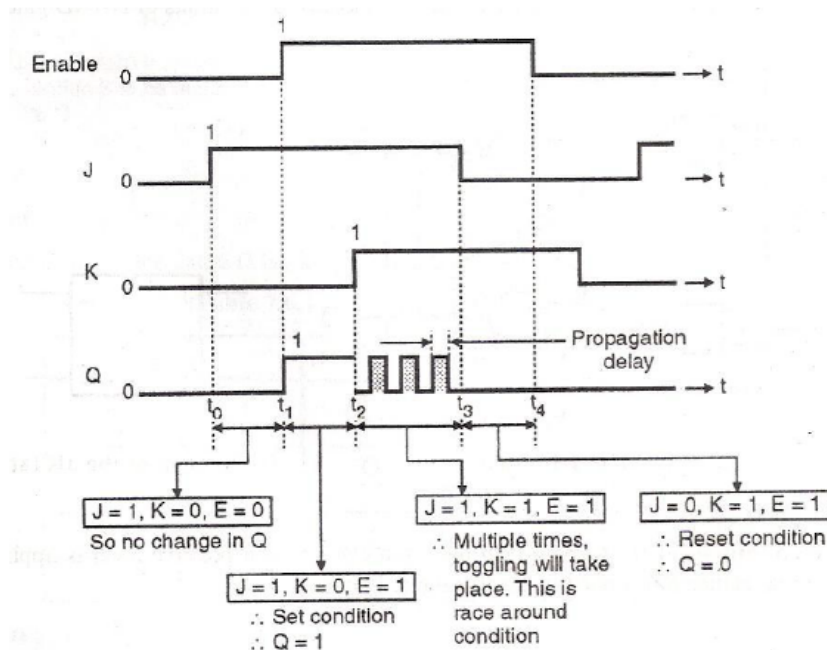 1
Enable 0 t
1
J 0 t
1
K 0 t
1
Propagation
delay
Q 0 t
t0 t1 t2 t3 t4
J = 1, K = 0, E = 0
So no change in Q
J = 1, K = 0, E = 1
∴ Set condition
∴ Q = 1
J = 1, K = 1, E = 1
∴ Multiple times,
toggling will take
place. This is
race around
condition
J = 0, K = 1, E = 1
∴ Reset condition
∴ Q = 0